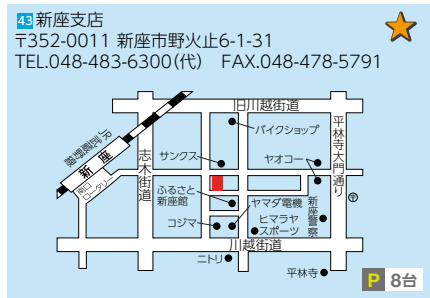 43 新座支店
〒352-0011 新座市野火止6-1-31
TEL.048-483-6300(代) FAX.048-478-5791
旧川越街道
バイクショップ
JR武蔵野線
新座
南口
ロータリー
志木街道
サンクス
ヤオコー
平林寺大門通り
ふるさと
新座館
ヤマダ電機
新座警察
〒
コジマ
ヒマラヤ
スポーツ
川越街道
ニトリ
平林寺
P 8台